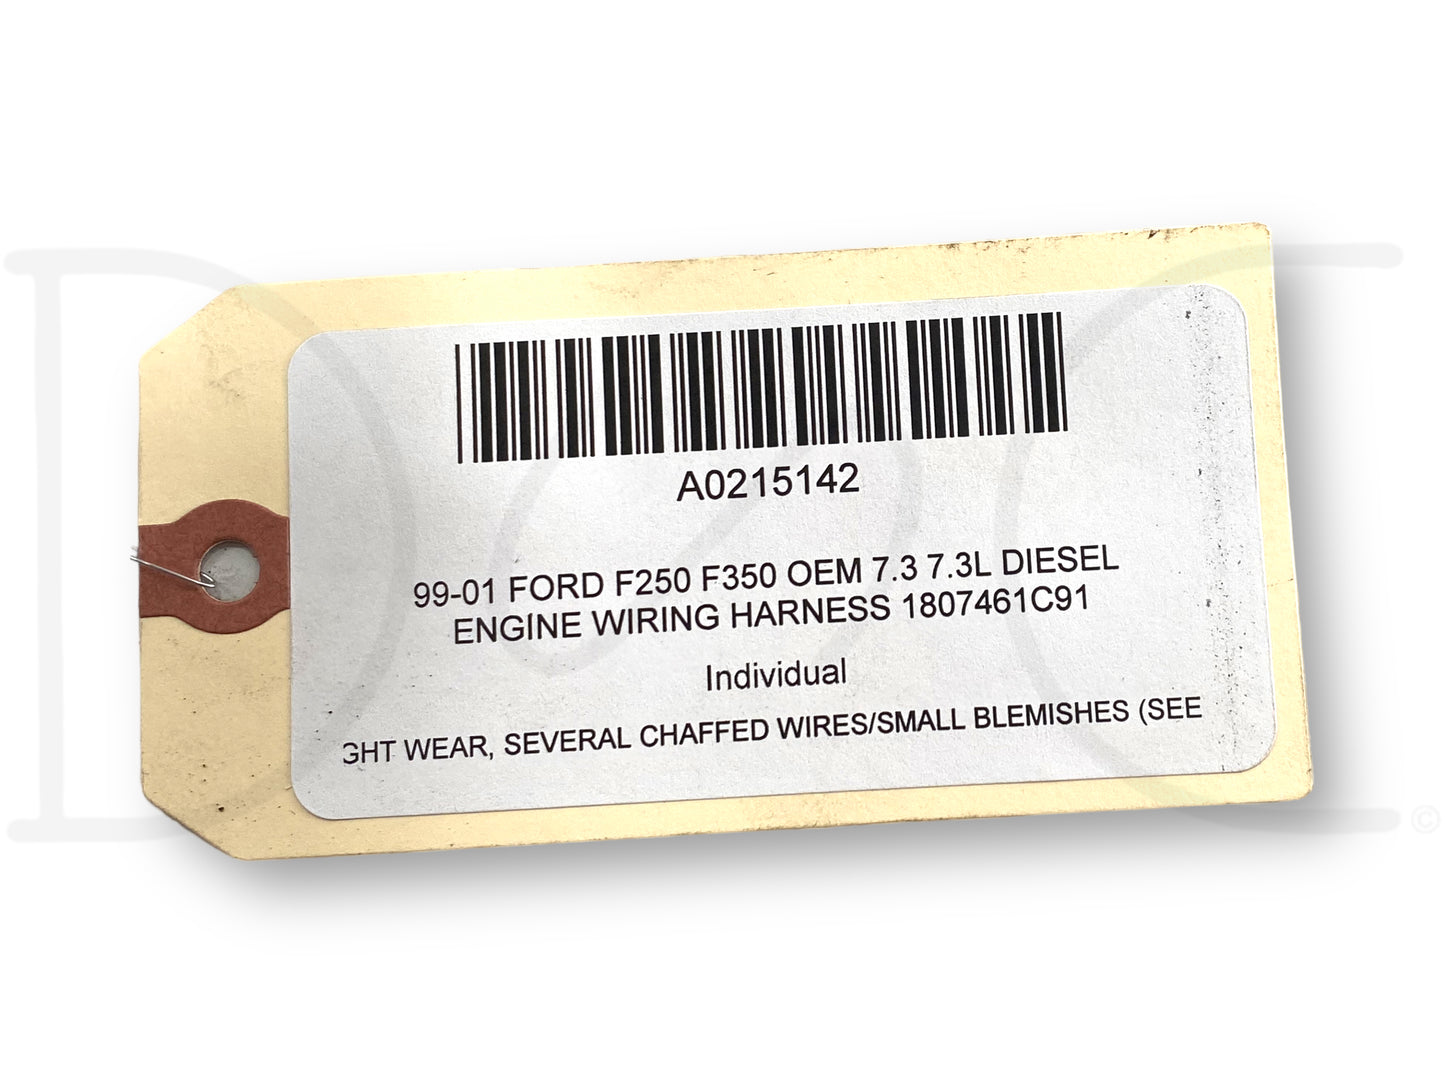 A0215142
99-01 FORD F250 F350 OEM 7.3 7.3L DIESEL
ENGINE WIRING HARNESS 1807461C91
Individual
GHT WEAR, SEVERAL CHAFFED WIRES/SMALL BLEMISHES (SEE
©